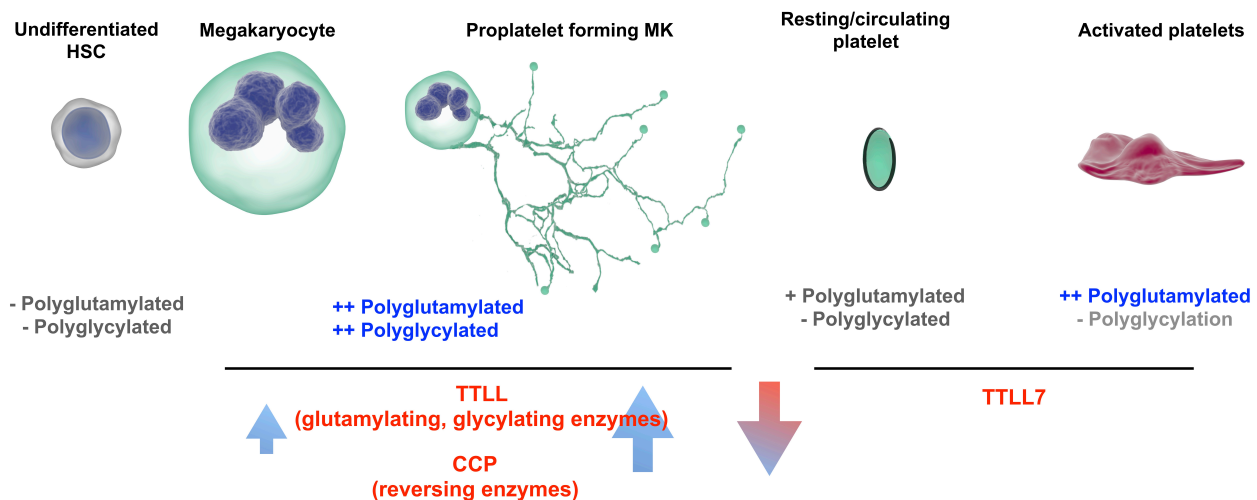 Undifferentiated
HSC
Megakaryocyte
Proplatelet forming MK
Resting/circulating
platelet
Activated platelets
- Polyglutamylated
- Polyglycylated
++ Polyglutamylated
++ Polyglycylated
+ Polyglutamylated
- Polyglycylated
++ Polyglutamylated
- Polyglycylation
TTLL
(glutamylating, glycylating enzymes)
CCP
(reversing enzymes)
TTLL7